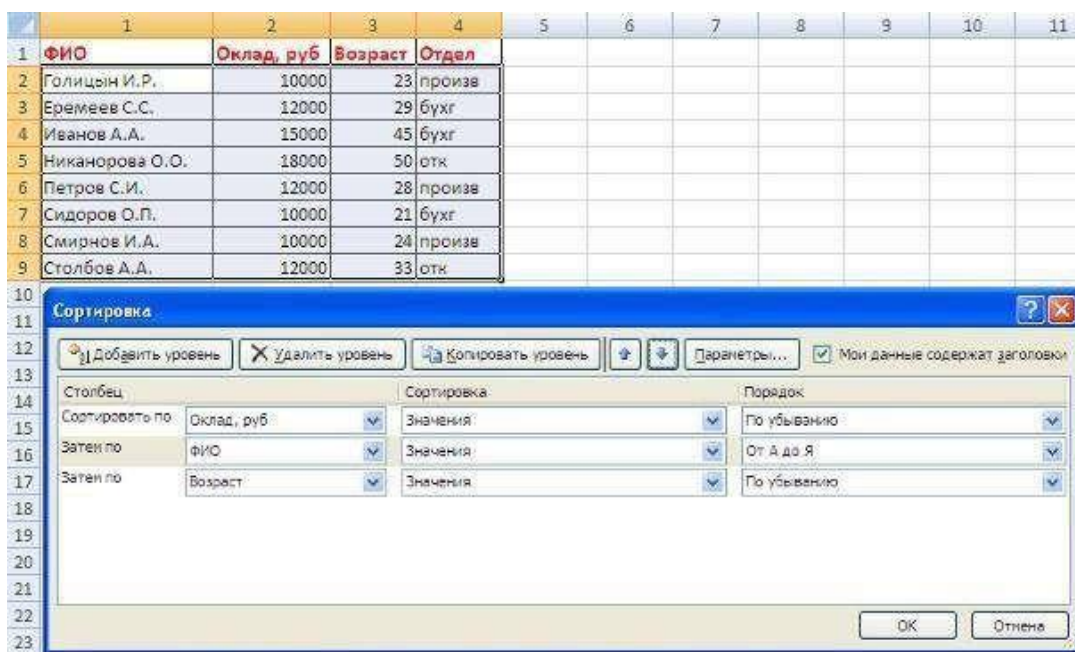 1 2 3 4 5 6 7 8 9 10 11
1 ФИО Оклад, руб Возраст Отдел
2 Голицын И.Р. 10000 23 произв
3 Еремеев С.С. 12000 29 бухг
4 Иванов А.А. 15000 45 бухг
5 Никанорова О.О. 18000 50 отк
6 Петров С.И. 12000 28 произв
7 Сидоров О.П. 10000 21 бухг
8 Смирнов И.А. 10000 24 произв
9 Столбов А.А. 12000 33 отк
10
11 Сортировка
12 Добавить уровень Удалить уровень Копировать уровень Параметры... Мои данные содержат заголовки
13
14 Столбец Сортировка Порядок
15 Сортировать по Оклад, руб Значения По убыванию
16 Затем по ФИО Значения От А до Я
17 Затем по Возраст Значения По убыванию
18
19
20
21
22 ОК Отмена
23